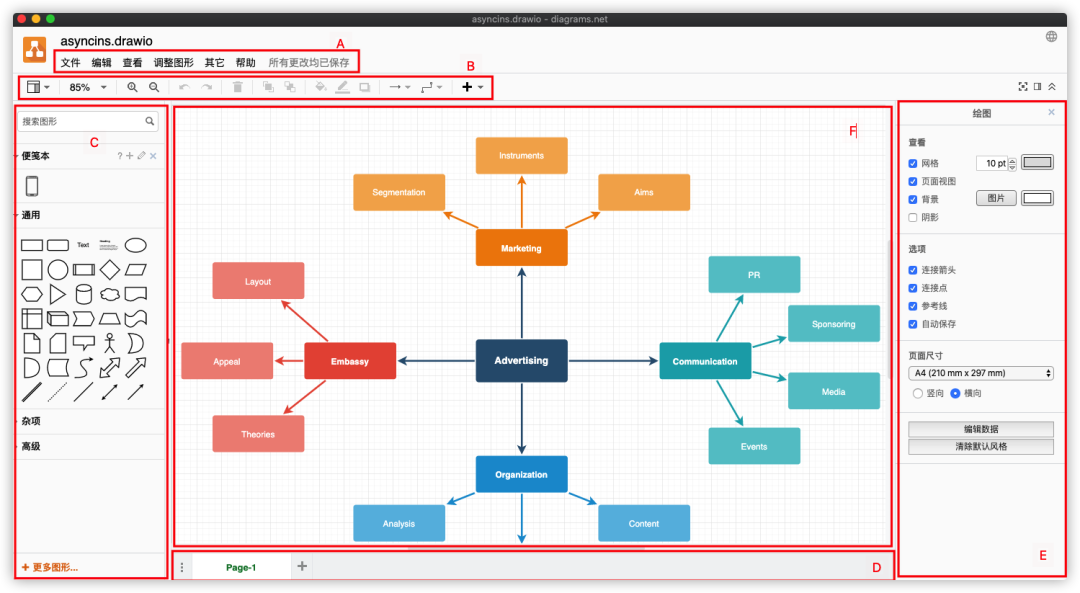 asyncins.drawio - diagrams.net
asyncins.drawio
A
文件 编辑 查看 调整图形 其它 帮助 所有更改均已保存
B
85%
搜索图形
C
便笺本
通用
Text
杂项
高级
+ 更多图形...
F
Instruments
Segmentation
Aims
Marketing
Layout
PR
Sponsoring
Appeal
Embassy
Advertising
Communication
Media
Theories
Events
Organization
Analysis
Content
Page-1
D
绘图
查看
网格 10 pt
页面视图
背景 图片
阴影
选项
连接箭头
连接点
参考线
自动保存
页面尺寸
A4 (210 mm x 297 mm)
竖向 横向
编辑数据
清除默认风格
E